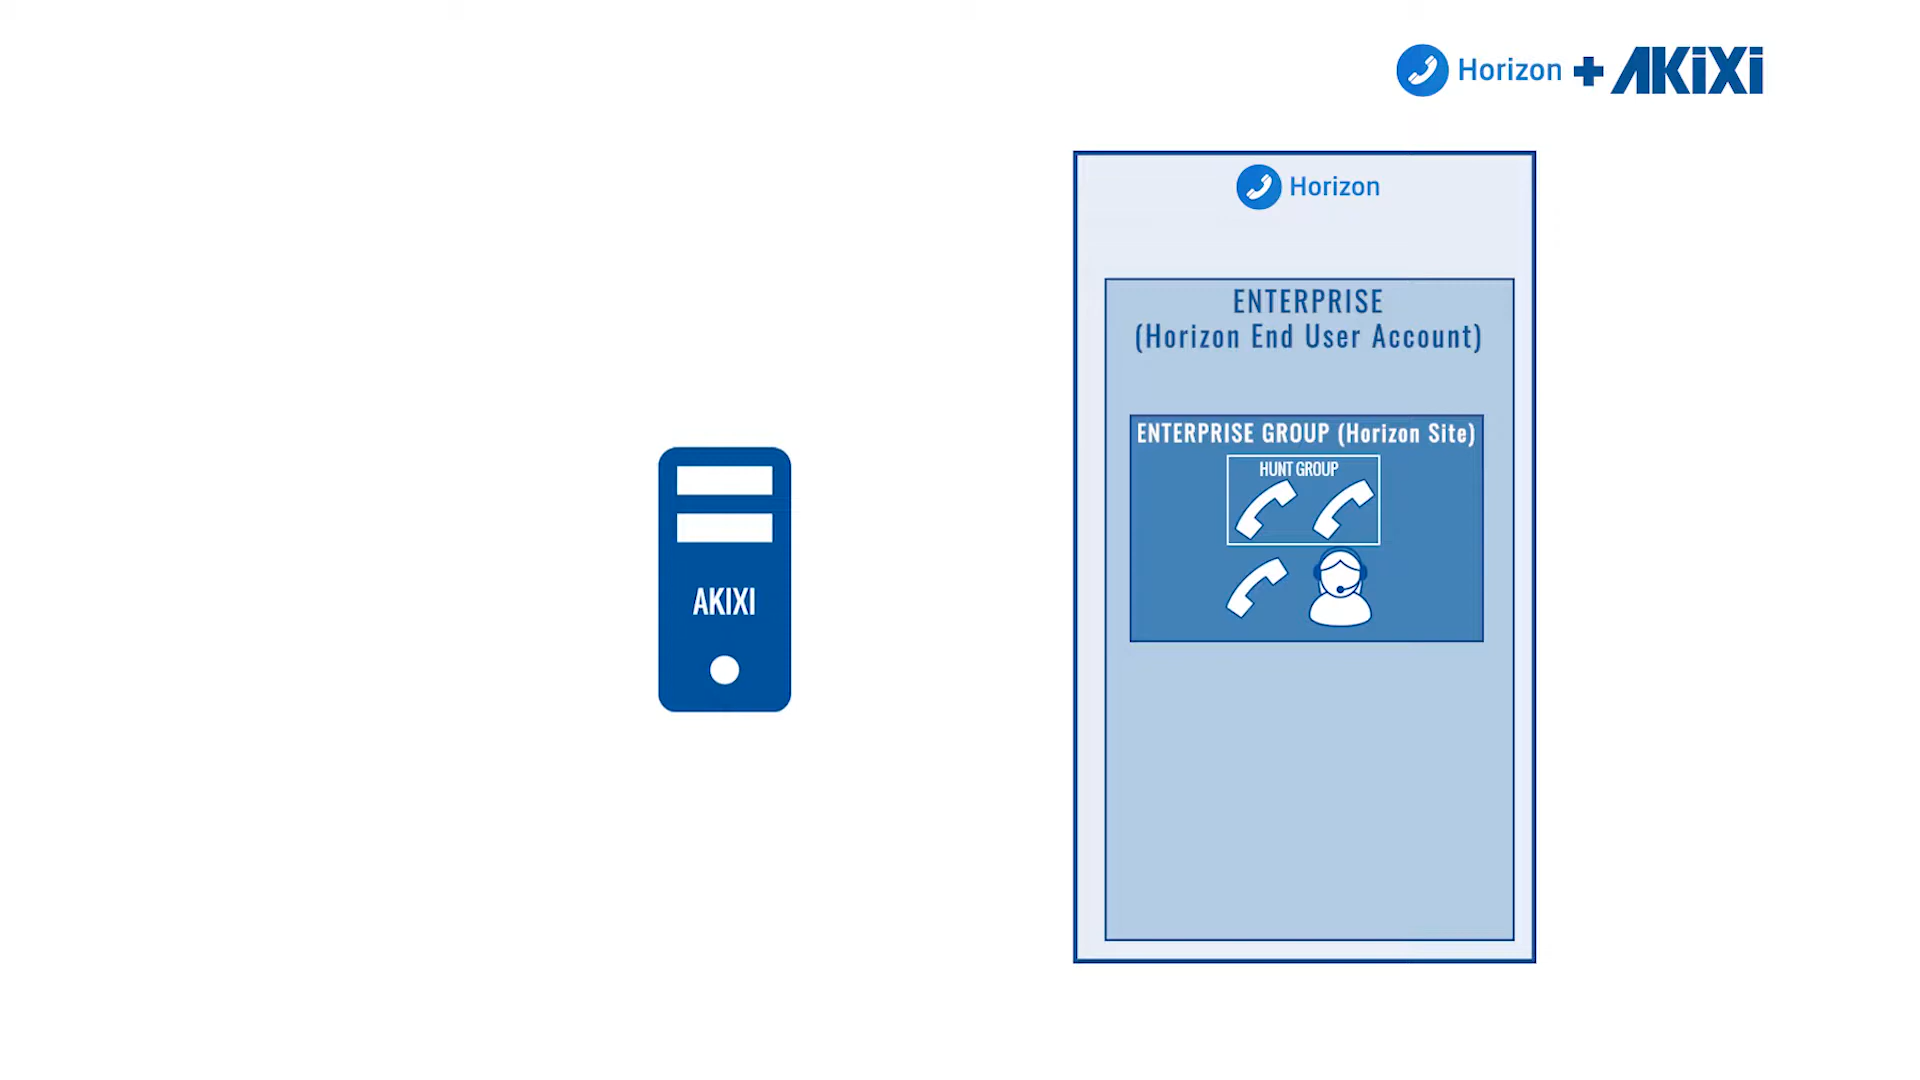 Horizon + AKiXi
Horizon
ENTERPRISE
(Horizon End User Account)
ENTERPRISE GROUP (Horizon Site)
HUNT GROUP
AKIXI